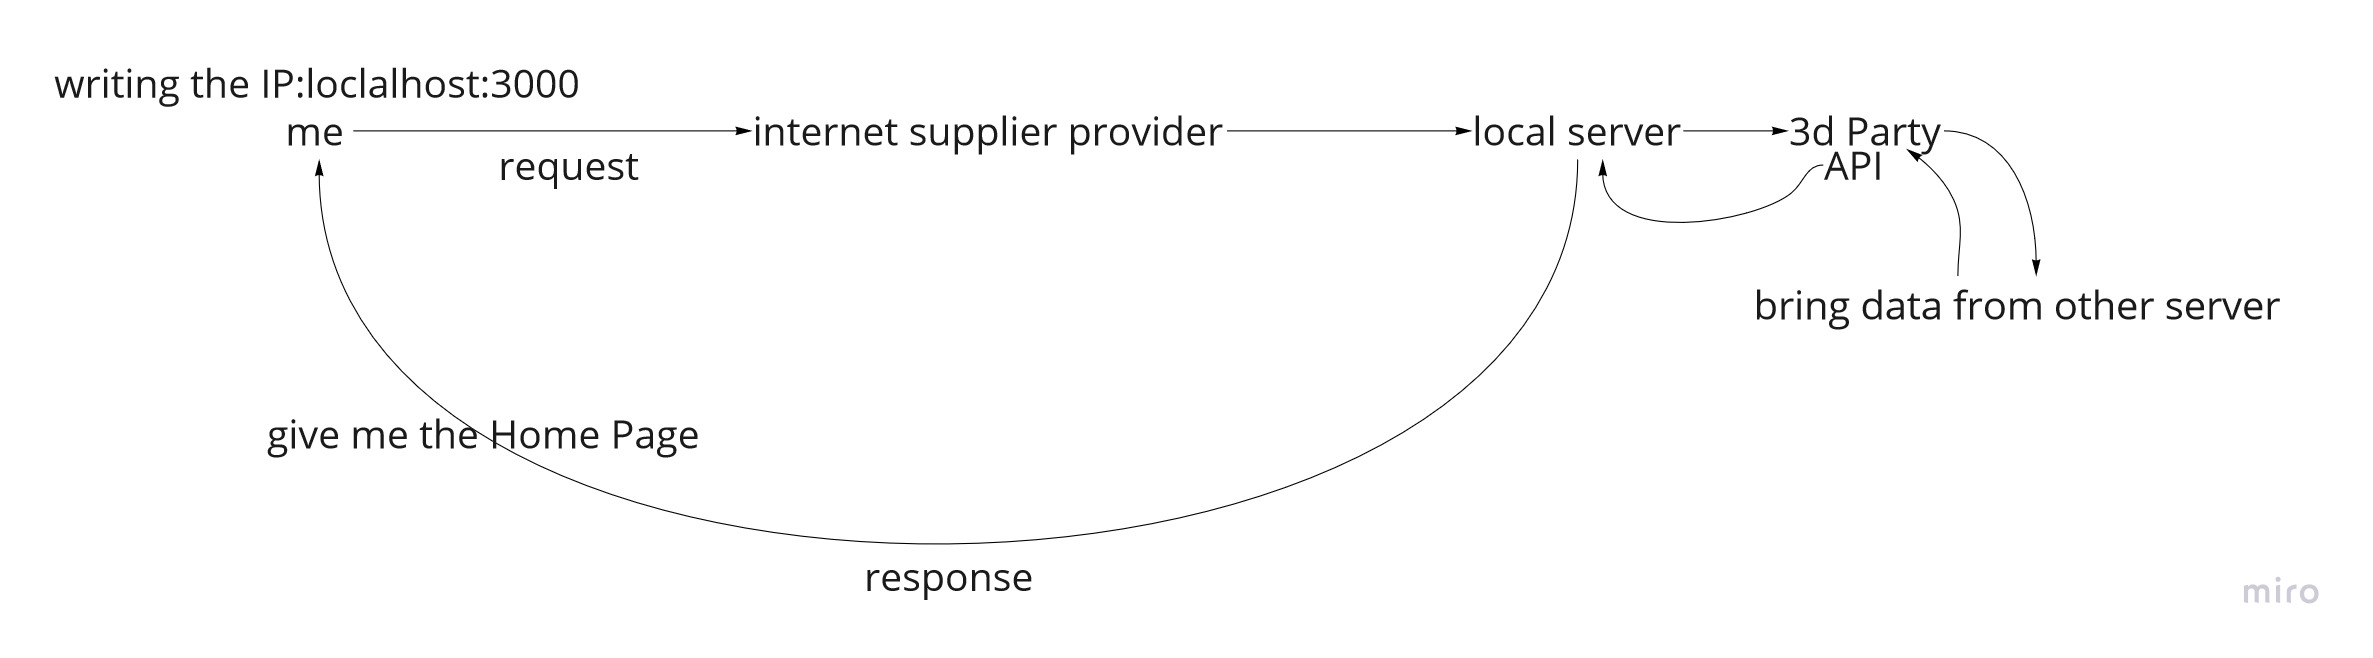 writing the IP:loclalhost:3000
me
request
internet supplier provider
local server
3d Party
API
bring data from other server
give me the Home Page
response
miro